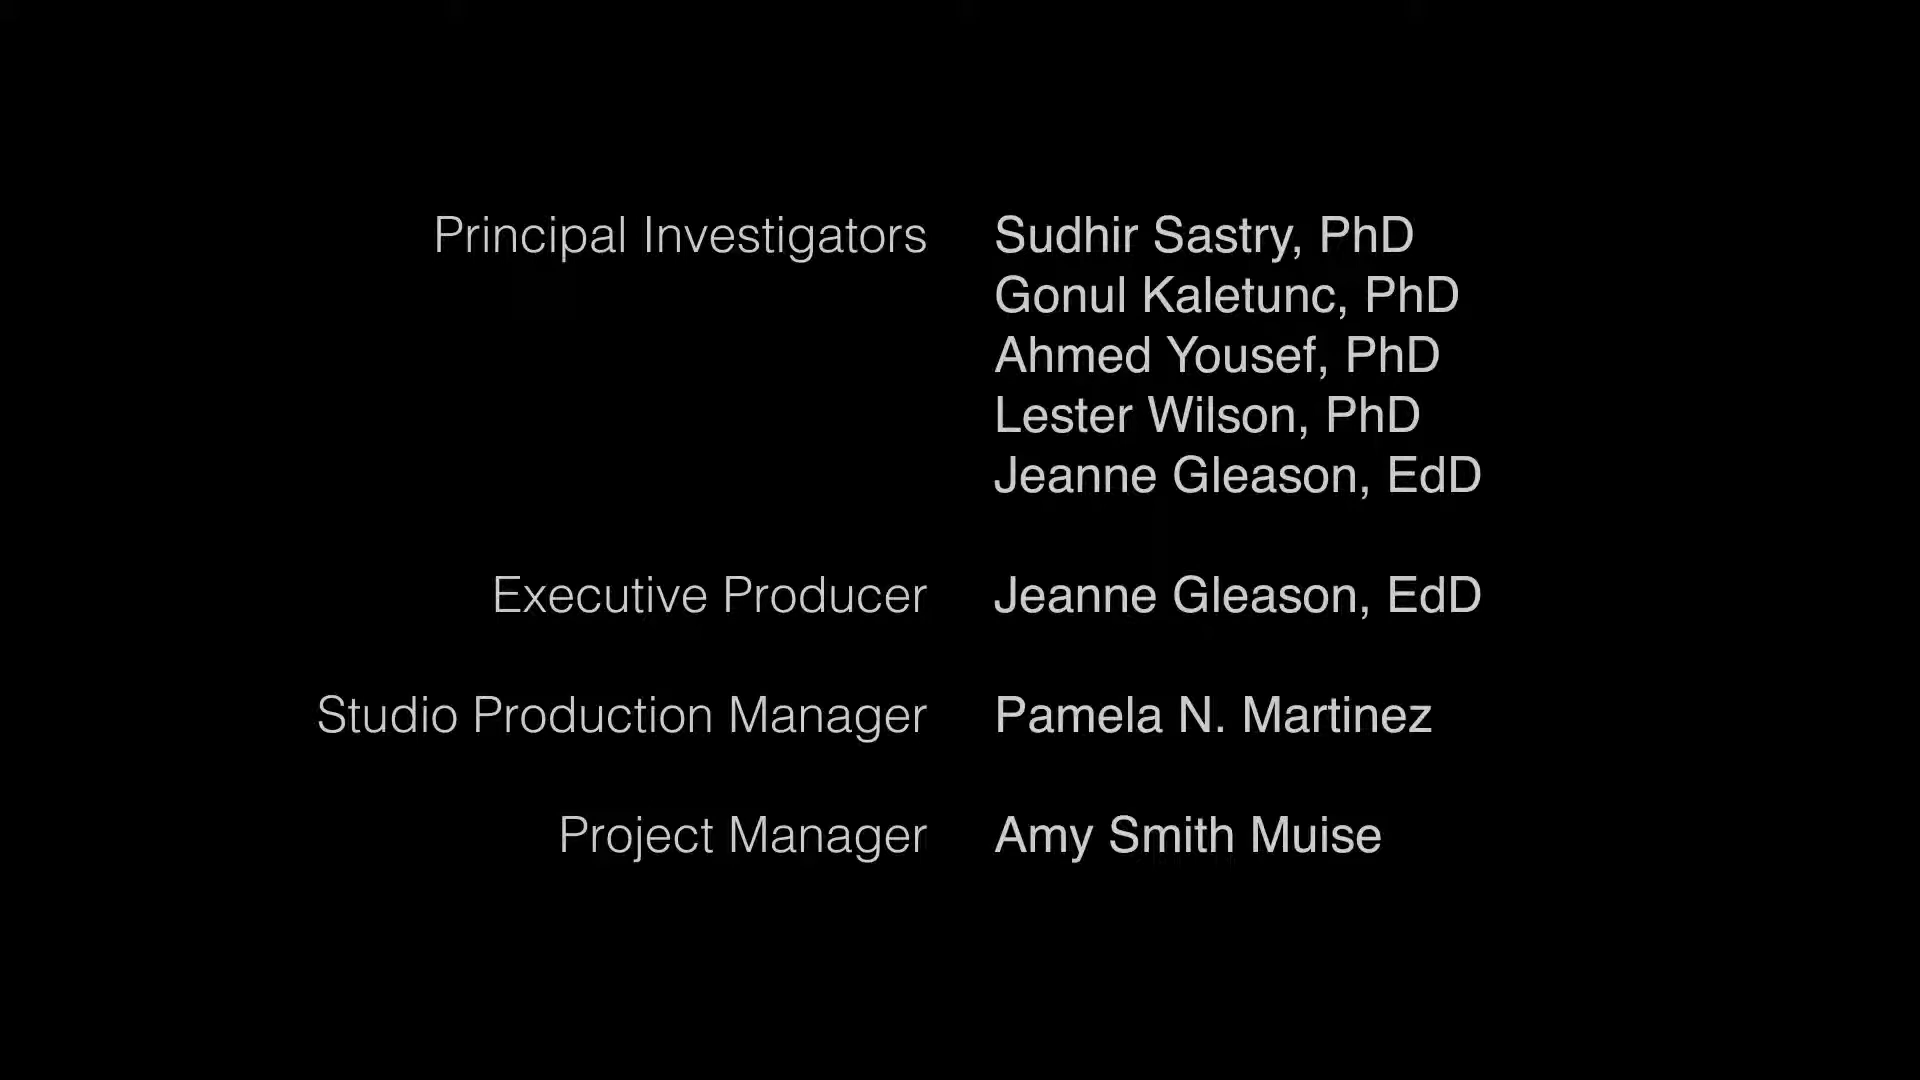 Principal Investigators Sudhir Sastry, PhD
Gonul Kaletunc, PhD
Ahmed Yousef, PhD
Lester Wilson, PhD
Jeanne Gleason, EdD
Executive Producer Jeanne Gleason, EdD
Studio Production Manager Pamela N. Martinez
Project Manager Amy Smith Muise